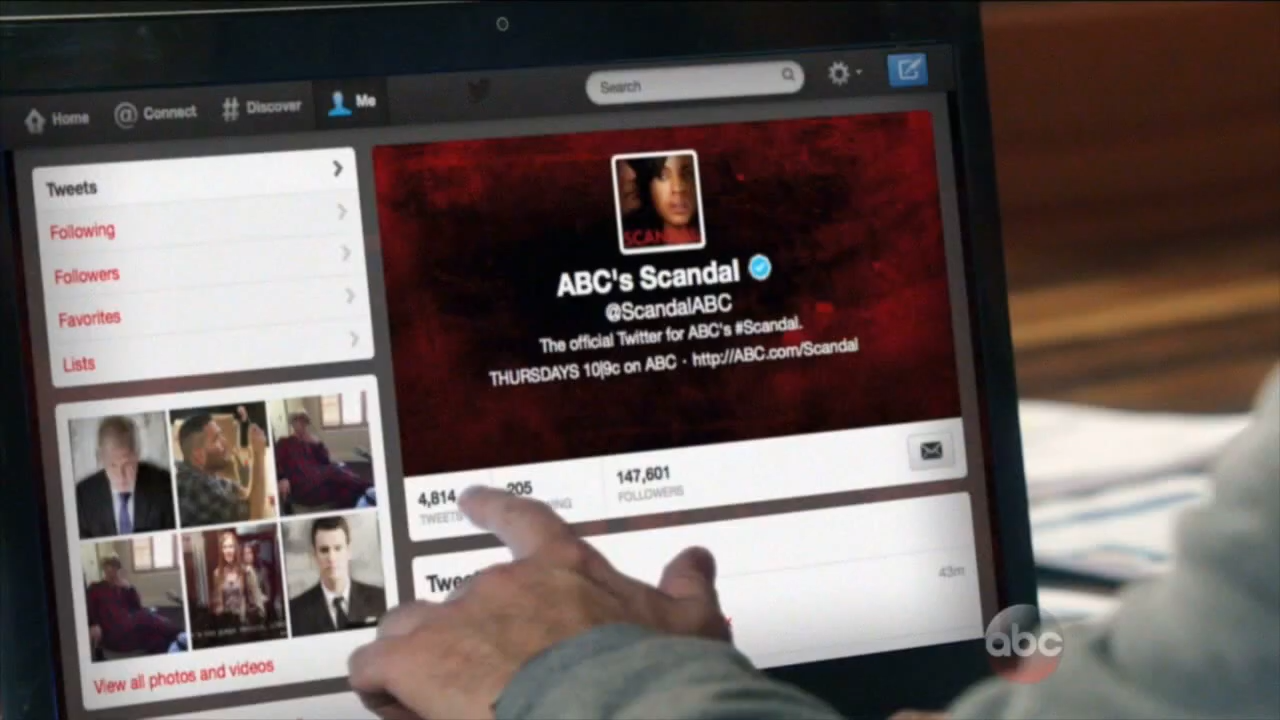 Home
Connect
Discover
Me
Search
Tweets
Following
Followers
Favorites
Lists
SCANDAL
ABC's Scandal
@ScandalABC
The official Twitter for ABC's #Scandal.
THURSDAYS 10|9c on ABC · http://ABC.com/Scandal
4,814
TWEETS
205
147,601
FOLLOWERS
43m
View all photos and videos
abc